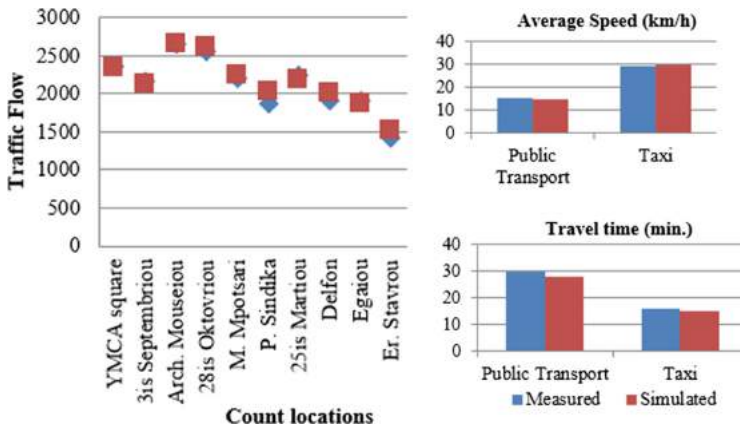 Traffic Flow
3000
2500
2000
1500
1000
500
0
YMCA square
3is Septembriou
Arch. Mouseiou
28is Oktovriou
M. Mpotsari
P. Sindika
25is Martiou
Delfon
Egaiou
Er. Stavrou
Count locations
Average Speed (km/h)
40
30
20
10
0
Public
Transport
Taxi
Travel time (min.)
40
30
20
10
0
Public Transport
Taxi
Measured
Simulated